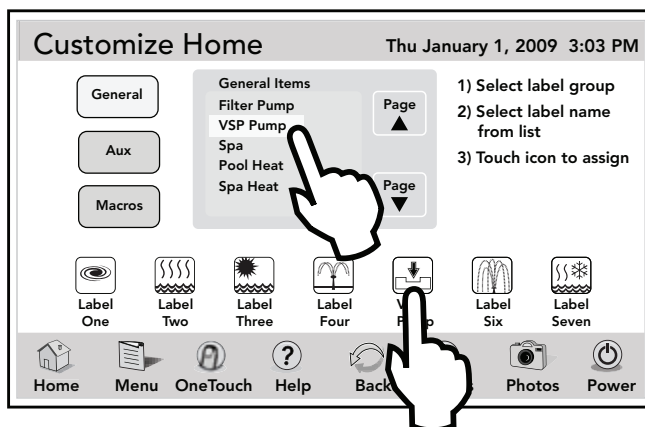 Customize Home
Thu January 1, 2009 3:03 PM
General
Aux
Macros
General Items
Filter Pump
VSP Pump
Spa
Pool Heat
Spa Heat
Page
Page
1) Select label group
2) Select label name
from list
3) Touch icon to assign
Label
One
Label
Two
Label
Three
Label
Four
Label
Six
Label
Seven
Home
Menu
OneTouch
Help
Back
Photos
Power